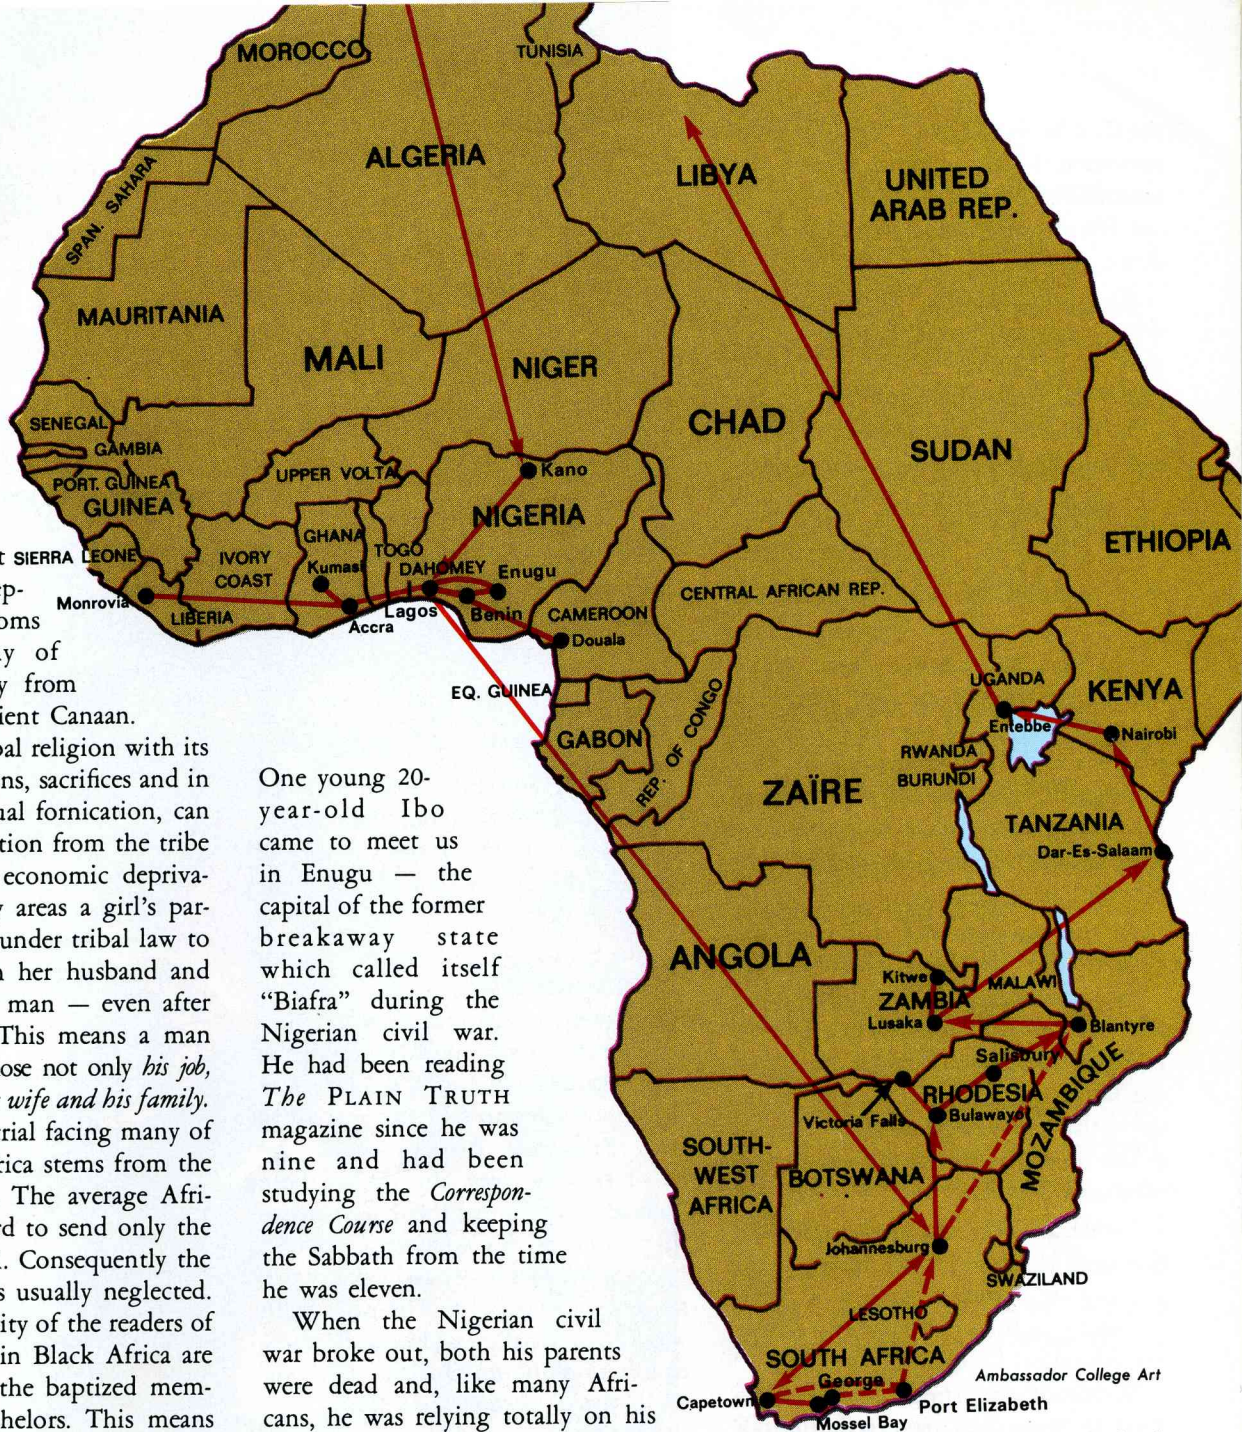 MOROCCO
TUNISIA
ALGERIA
LIBYA
UNITED
ARAB REP.
SPAN. SAHARA
MAURITANIA
MALI
NIGER
CHAD
SUDAN
SENEGAL
GAMBIA
PORT. GUINEA
GUINEA
UPPER VOLTA
Kano
NIGERIA
ETHIOPIA
SIERRA LEONE
IVORY
COAST
GHANA
Kumasi
TOGO
DAHOMEY
Enugu
Monrovia
LIBERIA
Accra
Lagos
Benin
CAMEROON
Douala
CENTRAL AFRICAN REP.
EQ. GUINEA
GABON
REP. OF CONGO
UGANDA
KENYA
Entebbe
Nairobi
RWANDA
BURUNDI
ZAÏRE
TANZANIA
Dar-Es-Salaam
ANGOLA
Kitwe
ZAMBIA
MALAWI
Lusaka
Blantyre
Salisbury
RHODESIA
MOZAMBIQUE
Victoria Falls
Bulawayo
SOUTH-
WEST
AFRICA
BOTSWANA
Johannesburg
SWAZILAND
LESOTHO
SOUTH AFRICA
George
Capetown
Mossel Bay
Port Elizabeth
Ambassador College Art
t
ep-
oms
y of
y from
ient Canaan.
bal religion with its
ns, sacrifices and in
ual fornication, can
tion from the tribe
economic depriva-
y areas a girl's par-
under tribal law to
n her husband and
man — even after
This means a man
ose not only his job,
wife and his family.
rial facing many of
rica stems from the
The average Afri-
rd to send only the
l. Consequently the
s usually neglected.
ity of the readers of
in Black Africa are
the baptized mem-
helors. This means
One young 20-
year-old Ibo
came to meet us
in Enugu — the
capital of the former
breakaway state
which called itself
“Biafra” during the
Nigerian civil war.
He had been reading
The PLAIN TRUTH
magazine since he was
nine and had been
studying the Correspon-
dence Course and keeping
the Sabbath from the time
he was eleven.
When the Nigerian civil
war broke out, both his parents
were dead and, like many Afri-
cans, he was relying totally on his